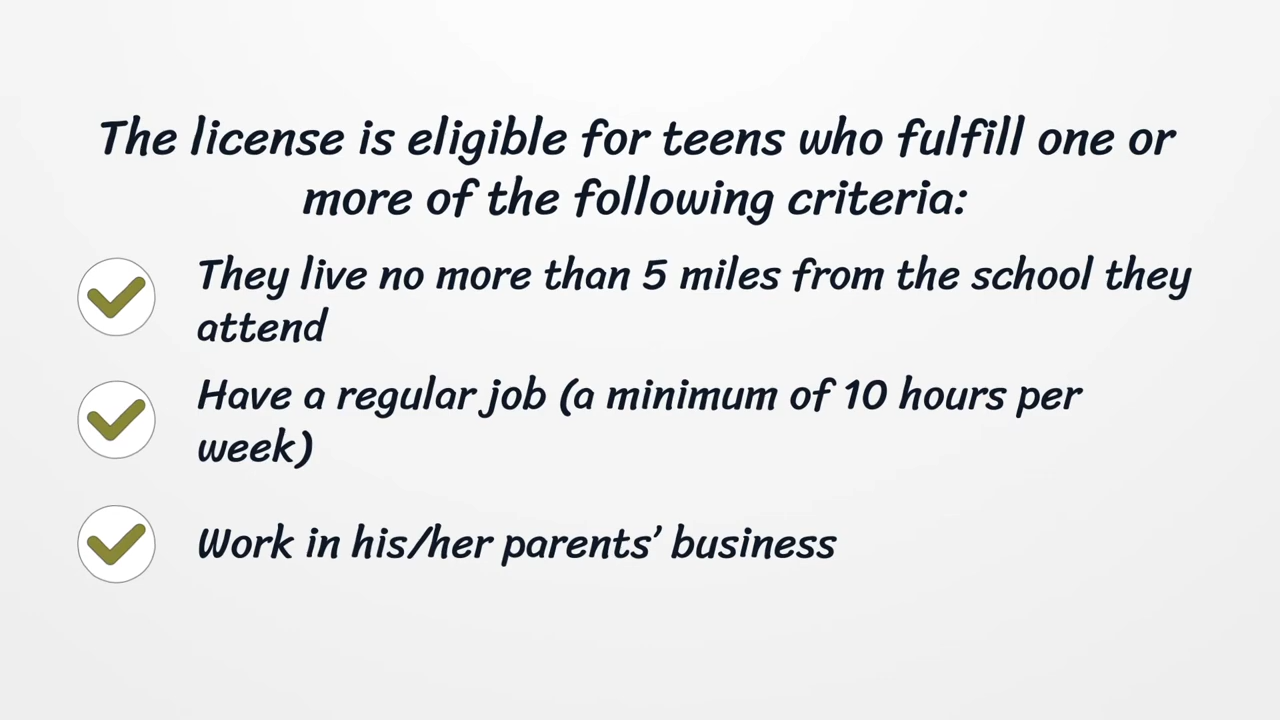 The license is eligible for teens who fulfill one or
more of the following criteria:
They live no more than 5 miles from the school they
attend
Have a regular job (a minimum of 10 hours per
week)
Work in his/her parents’ business